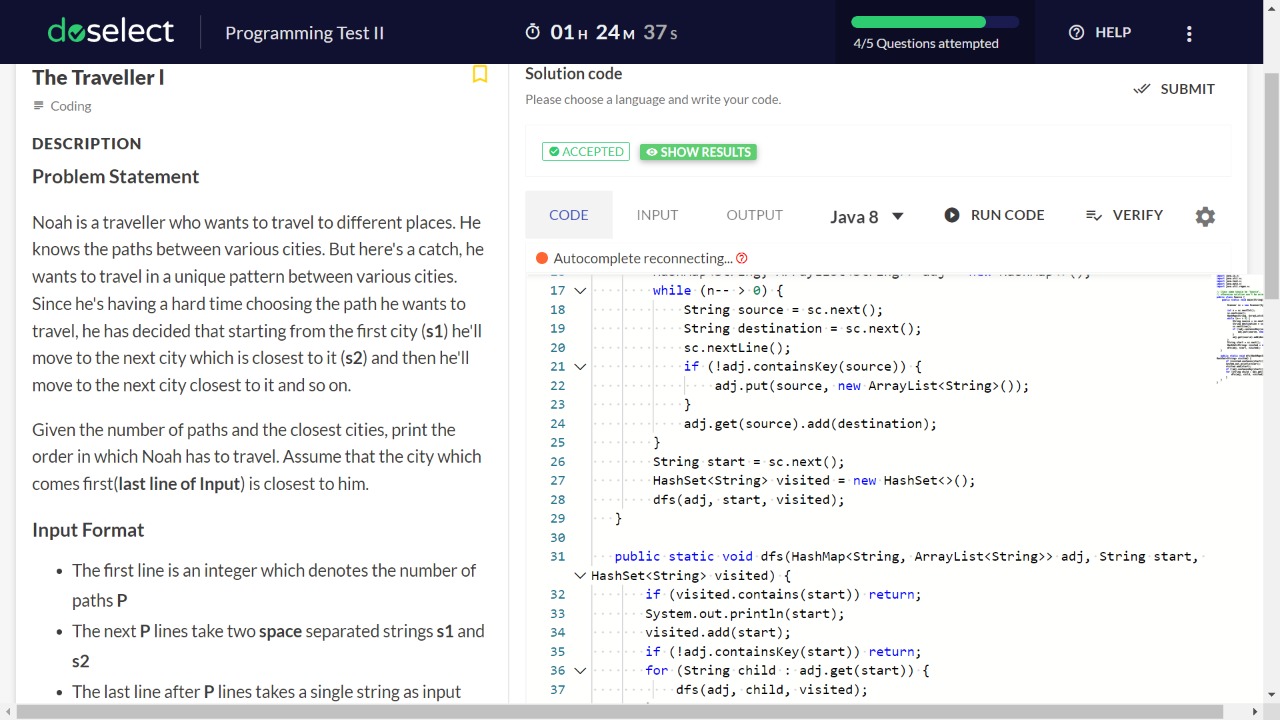 doselect
Programming Test II
01H 24M 37S
4/5 Questions attempted
HELP
The Traveller I
Coding
DESCRIPTION
Problem Statement
Noah is a traveller who wants to travel to different places. He
knows the paths between various cities. But here's a catch, he
wants to travel in a unique pattern between various cities.
Since he's having a hard time choosing the path he wants to
travel, he has decided that starting from the first city (s1) he'll
move to the next city which is closest to it (s2) and then he'll
move to the next city closest to it and so on.
Given the number of paths and the closest cities, print the
order in which Noah has to travel. Assume that the city which
comes first(last line of Input) is closest to him.
Input Format
• The first line is an integer which denotes the number of
paths P
• The next P lines take two space separated strings s1 and
s2
• The last line after P lines takes a single string as input
Solution code
Please choose a language and write your code.
SUBMIT
ACCEPTED
SHOW RESULTS
CODE
INPUT
OUTPUT
Java 8
RUN CODE
VERIFY
Autocomplete reconnecting...
17 while (n-- > 0) {
18 String source = sc.next();
19 String destination = sc.next();
20 sc.nextLine();
21 if (!adj.containsKey(source)) {
22 adj.put(source, new ArrayList<String>());
23 }
24 adj.get(source).add(destination);
25 }
26 String start = sc.next();
27 HashSet<String> visited = new HashSet<>();
28 dfs(adj, start, visited);
29 }
30
31 public static void dfs(HashMap<String, ArrayList<String>> adj, String start,
HashSet<String> visited) {
32 if (visited.contains(start)) return;
33 System.out.println(start);
34 visited.add(start);
35 if (!adj.containsKey(start)) return;
36 for (String child : adj.get(start)) {
37 dfs(adj, child, visited);